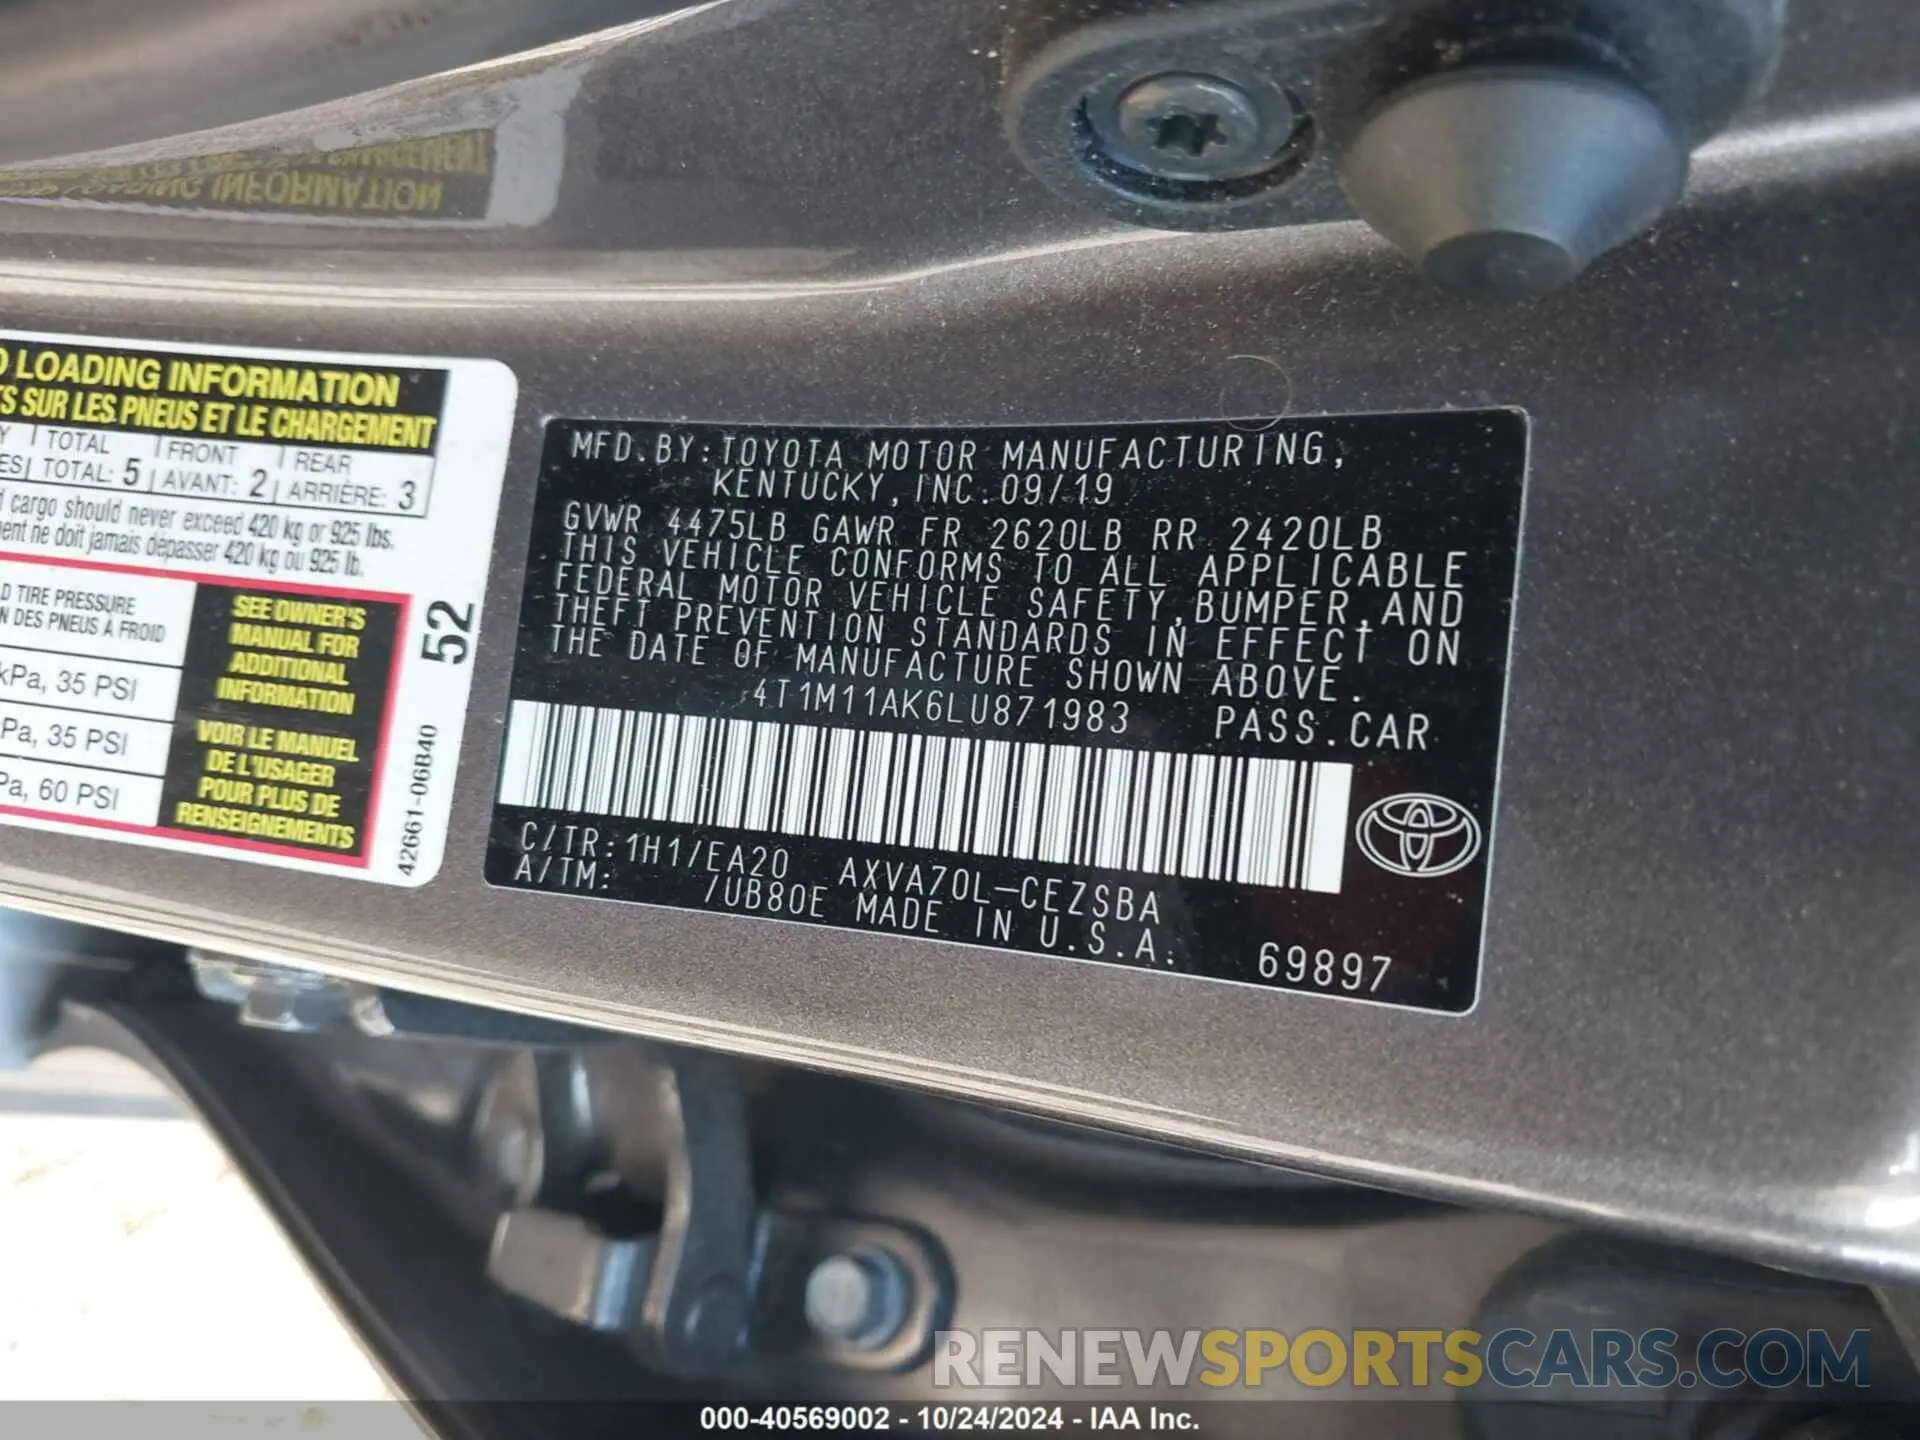 LOADING INFORMATION
SUR LES PNEUS ET LE CHARGEMENT
TOTAL FRONT REAR
TOTAL: 5 AVANT: 2 ARRIÈRE: 3
cargo should never exceed 420 kg or 925 lbs.
ne doit jamais dépasser 420 kg ou 925 lb.
TIRE PRESSURE
DES PNEUS À FROID
kPa, 35 PSI
35 PSI
60 PSI
SEE OWNER'S
MANUAL FOR
ADDITIONAL
INFORMATION
VOIR LE MANUEL
DE L'USAGER
POUR PLUS DE
RENSEIGNEMENTS
52
42661-06B40
MFD.BY:TOYOTA MOTOR MANUFACTURING,
KENTUCKY,INC.09/19
GVWR 4475LB GAWR FR 2620LB RR 2420LB
THIS VEHICLE CONFORMS TO ALL APPLICABLE
FEDERAL MOTOR VEHICLE SAFETY,BUMPER,AND
THEFT PREVENTION STANDARDS IN EFFECT ON
THE DATE OF MANUFACTURE SHOWN ABOVE.
4T1M11AK6LU871983 PASS.CAR
C/TR:1H1/EA20 AXVA70L-CEZSBA
A/TM: /UB80E MADE IN U.S.A.
69897
RENEWSPORTSCARS.COM
000-40569002 - 10/24/2024 - IAA Inc.